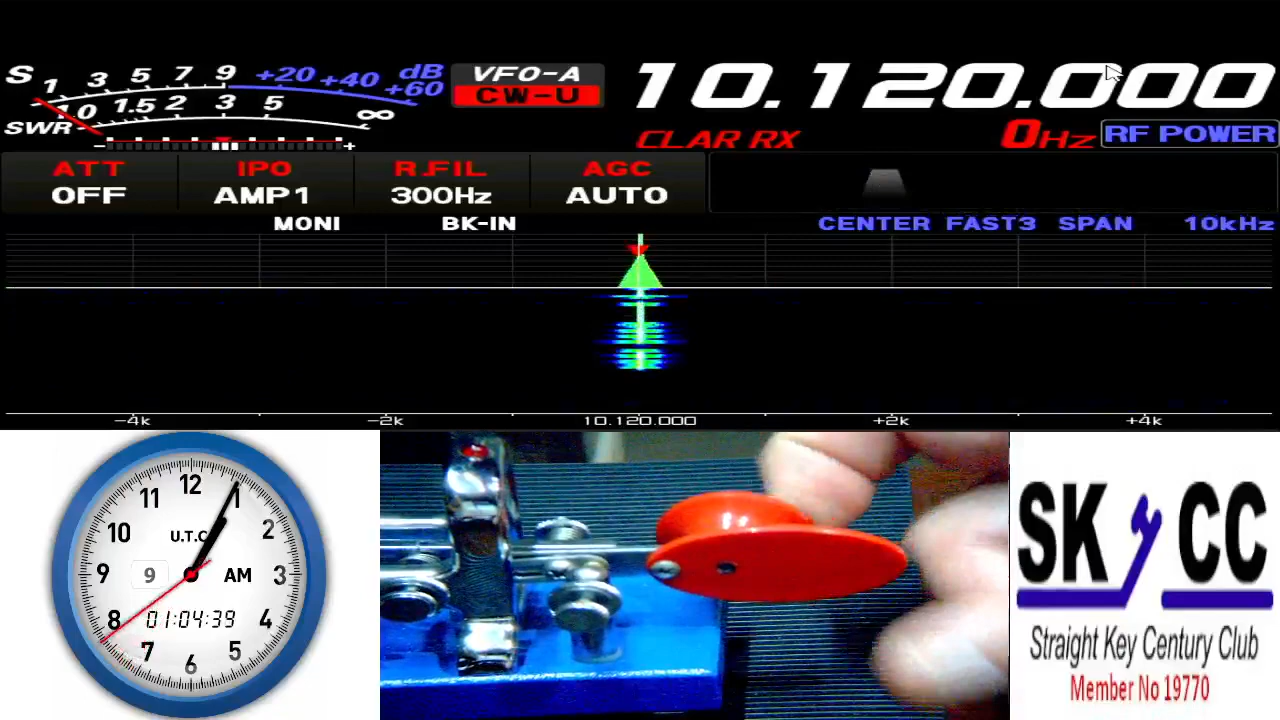 S 1 3 5 7 9 +20 +40 +60 dB
SWR 1.0 1.5 2 3 5 ∞
− +
VFO-A
CW-U
10.120.000
CLAR RX 0Hz RF POWER
ATT IPO R.FIL AGC
OFF AMP1 300Hz AUTO
MONI BK-IN CENTER FAST3 SPAN 10kHz
−4k −2k 10.120.000 +2k +4k
12 1 2 3 4 5 6 7 8 9 10 11
U.T.C
9 AM
01:04:39
SK CC
Straight Key Century Club
Member No 19770